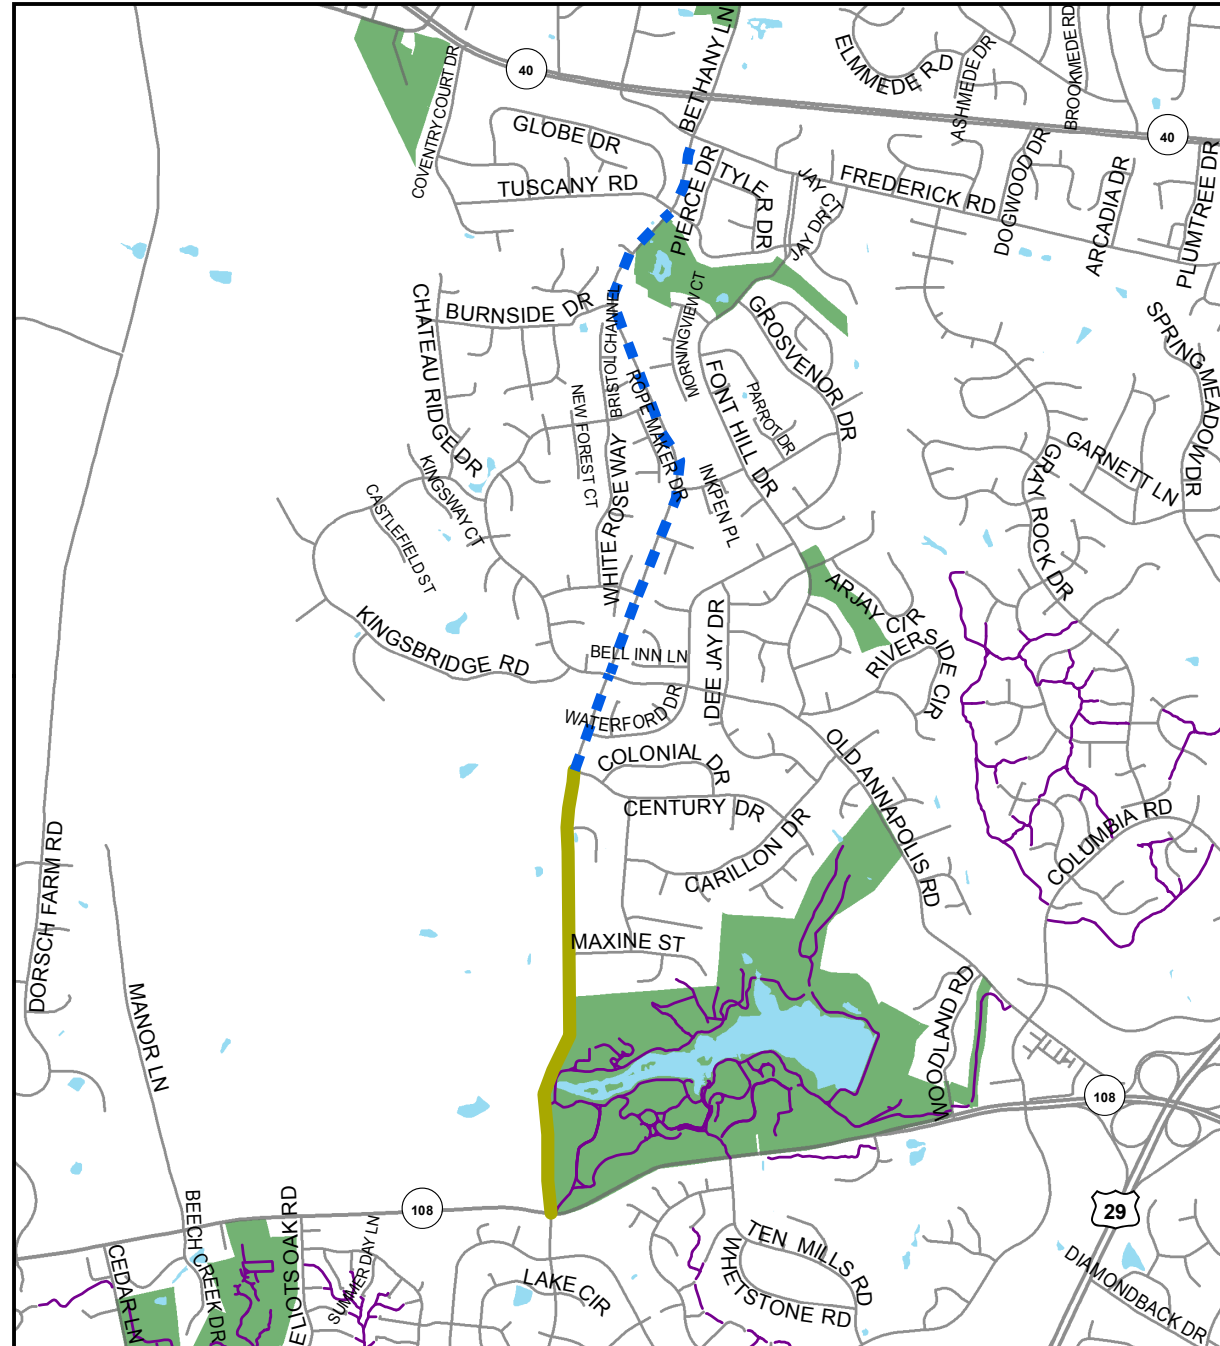 BETHANY LN
ELMMEDE RD
ASHMEDE DR
BROOKMEDE RD
COVENTRY COURT DR
40
40
GLOBE DR
TUSCANY RD
PIERCE DR
TYLER DR
JAY CT
JAY DR
FREDERICK RD
DOGWOOD DR
ARCADIA DR
PLUMTREE DR
CHATEAU RIDGE DR
BURNSIDE DR
BRISTOL CHANNEL
MORNINGVIEW CT
GROSVENOR DR
SPRING MEADOW DR
ROPE MAKER DR
FONT HILL DR
PARROT DR
NEW FOREST CT
WHITE ROSE WAY
INKPEN PL
KINGSWAY CT
CASTLEFIELD ST
GARNETT LN
GRAY ROCK DR
KINGSBRIDGE RD
BELL INN LN
DEE JAY DR
ARJAY CIR
RIVERSIDE CIR
WATERFORD DR
COLONIAL DR
CENTURY DR
CARILLON DR
OLD ANNAPOLIS RD
COLUMBIA RD
DORSCH FARM RD
MAXINE ST
MANOR LN
WOODLAND RD
108
108
29
BEECH CREEK DR
ELIOTS OAK RD
SUMMER DAY LN
CEDAR LN
LAKE CIR
TEN MILLS RD
WHETSTONE RD
DIAMONDBACK DR